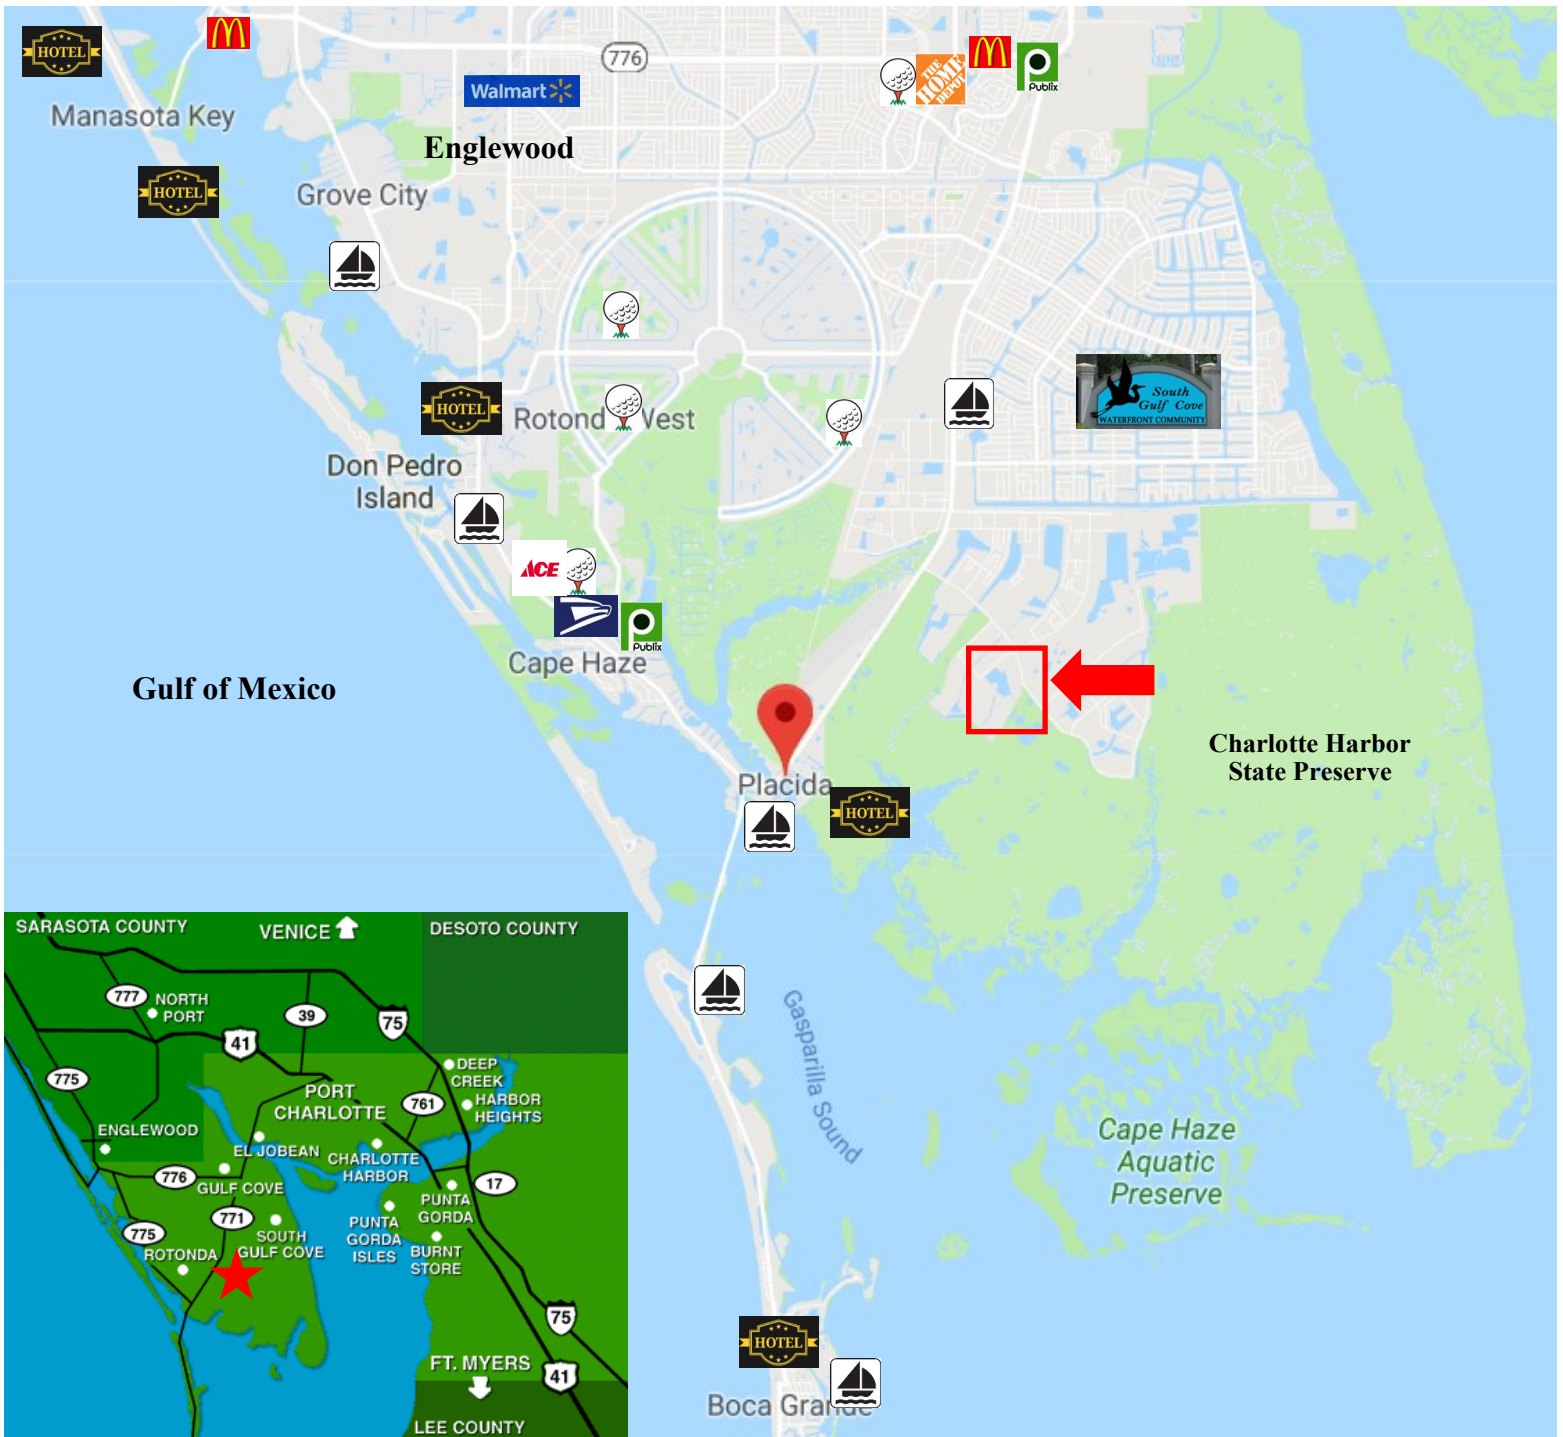 HOTEL
776
THE
HOME
DEPOT
Publix
Walmart
Manasota Key
Englewood
HOTEL
Grove City
South
Gulf Cove
WATERFRONT COMMUNITY
HOTEL
Rotond West
Don Pedro
Island
ACE
Publix
Cape Haze
Gulf of Mexico
Charlotte Harbor
State Preserve
Placida
HOTEL
Gasparilla Sound
Cape Haze
Aquatic
Preserve
HOTEL
Boca Grande
SARASOTA COUNTY
VENICE
DESOTO COUNTY
777
NORTH
PORT
39
75
41
775
DEEP
CREEK
PORT
CHARLOTTE
761
HARBOR
HEIGHTS
ENGLEWOOD
EL JOBEAN
CHARLOTTE
HARBOR
776
GULF COVE
17
PUNTA
GORDA
771
775
SOUTH
GULF COVE
PUNTA
GORDA
ISLES
BURNT
STORE
ROTONDA
75
FT. MYERS
41
LEE COUNTY